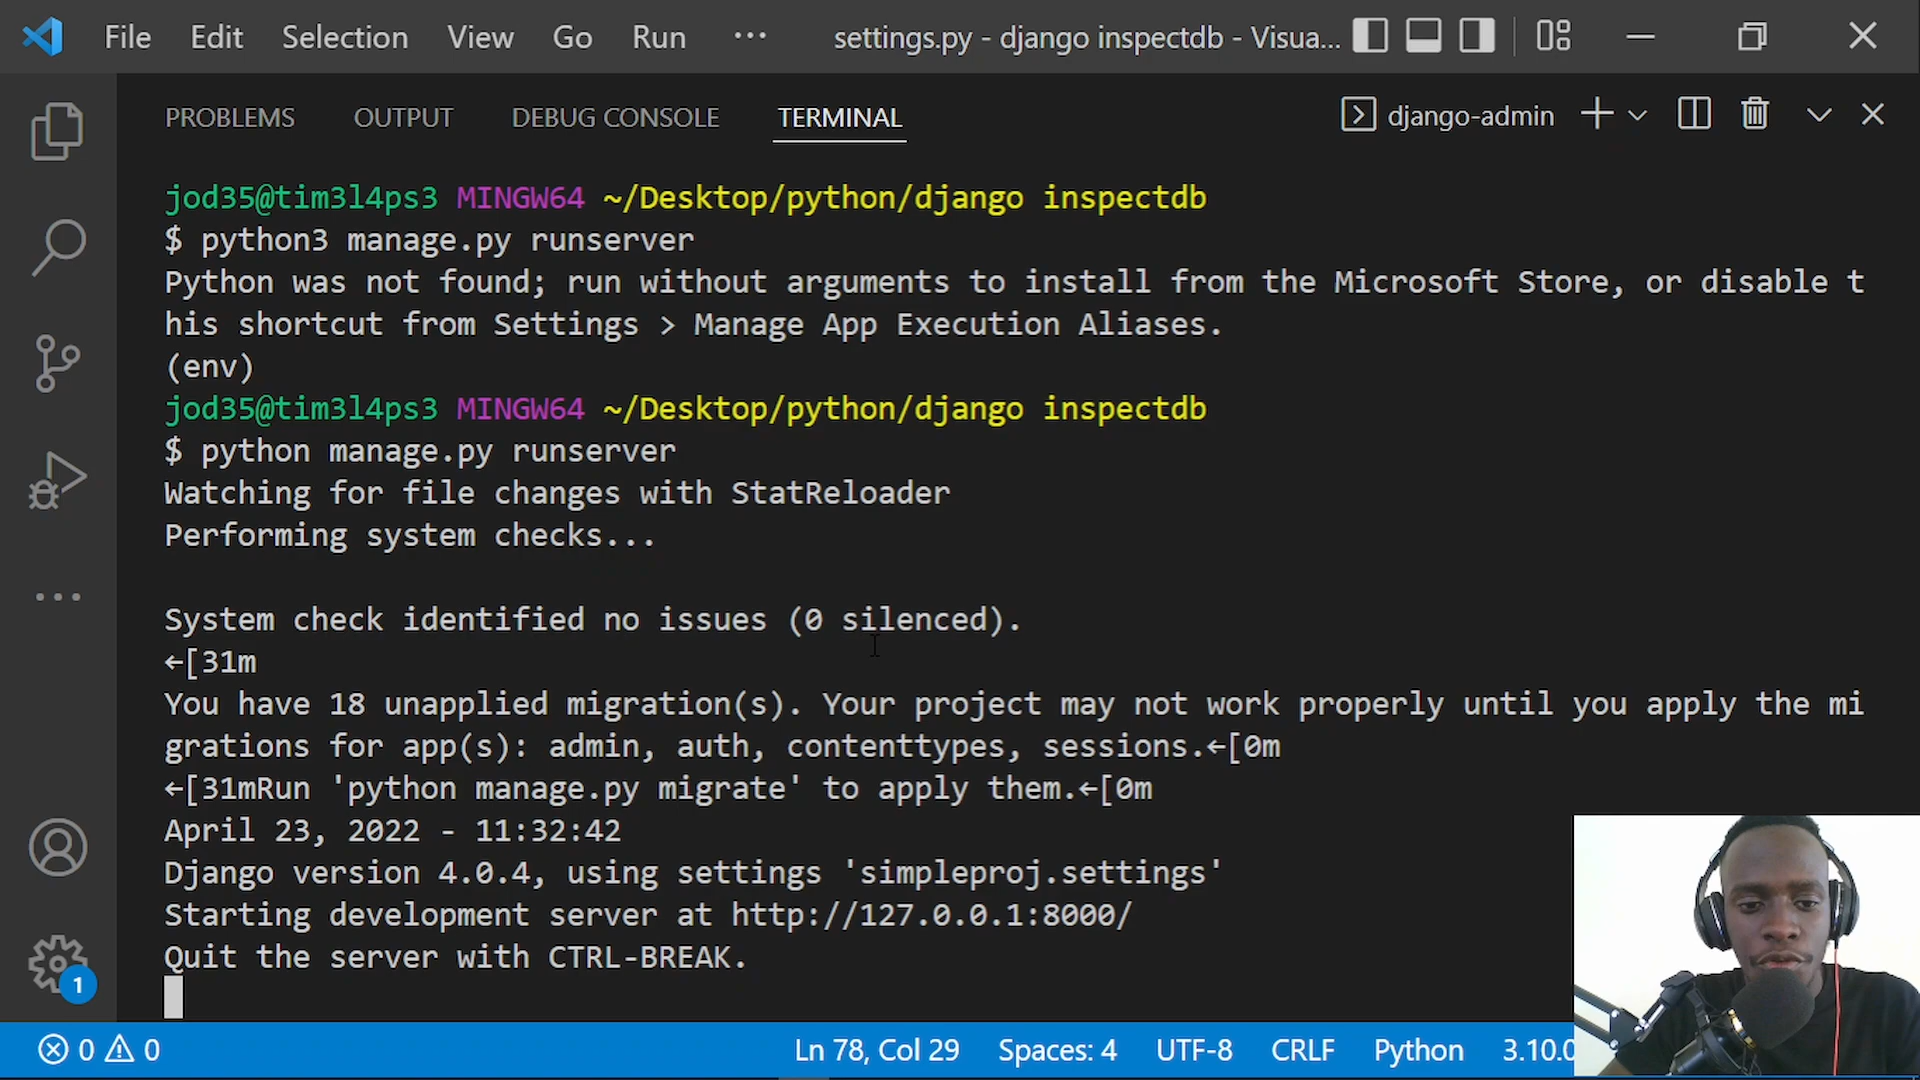 File Edit Selection View Go Run ··· settings.py - django inspectdb - Visua...
PROBLEMS OUTPUT DEBUG CONSOLE TERMINAL django-admin
jod35@tim3l4ps3 MINGW64 ~/Desktop/python/django inspectdb
$ python3 manage.py runserver
Python was not found; run without arguments to install from the Microsoft Store, or disable t
his shortcut from Settings > Manage App Execution Aliases.
(env)
jod35@tim3l4ps3 MINGW64 ~/Desktop/python/django inspectdb
$ python manage.py runserver
Watching for file changes with StatReloader
Performing system checks...
System check identified no issues (0 silenced).
←[31m
You have 18 unapplied migration(s). Your project may not work properly until you apply the mi
grations for app(s): admin, auth, contenttypes, sessions.←[0m
←[31mRun 'python manage.py migrate' to apply them.←[0m
April 23, 2022 - 11:32:42
Django version 4.0.4, using settings 'simpleproj.settings'
Starting development server at http://127.0.0.1:8000/
Quit the server with CTRL-BREAK.
1
0 0 Ln 78, Col 29 Spaces: 4 UTF-8 CRLF Python 3.10.0